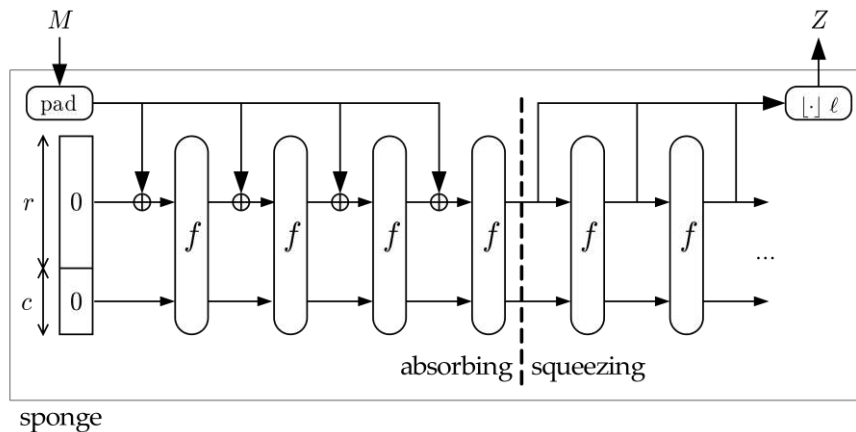 M Z
pad ⌊·⌋ ℓ
r 0 f f f f f f
c 0 ...
absorbing squeezing
sponge